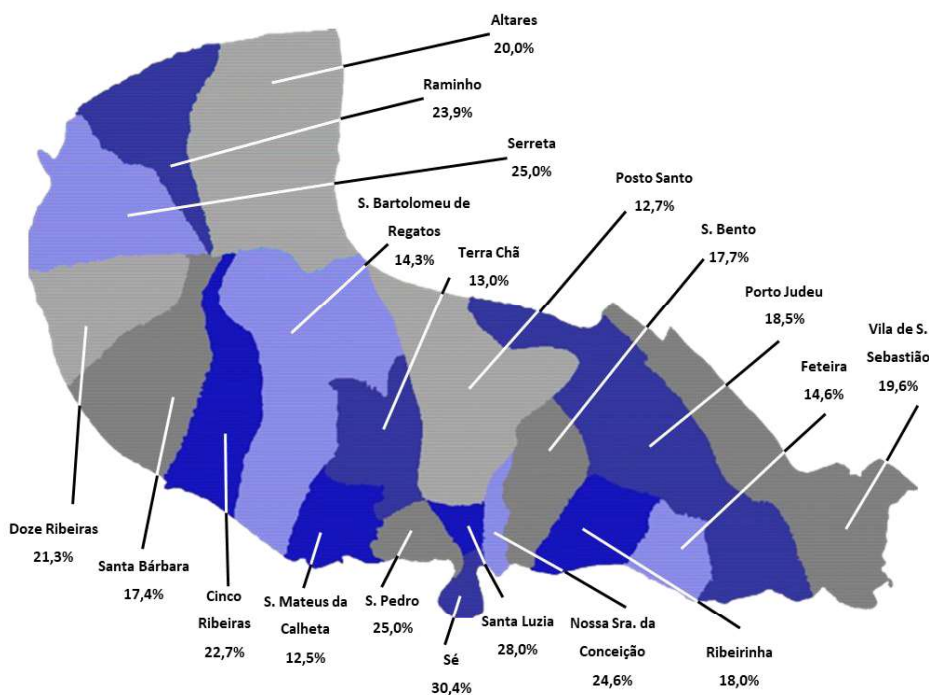 Altares
20,0%
Raminho
23,9%
Serreta
25,0%
S. Bartolomeu de
Regatos
14,3%
Terra Chã
13,0%
Posto Santo
12,7%
S. Bento
17,7%
Porto Judeu
18,5%
Feteira
14,6%
Vila de S.
Sebastião
19,6%
Doze Ribeiras
21,3%
Santa Bárbara
17,4%
Cinco
Ribeiras
22,7%
S. Mateus da
Calheta
12,5%
S. Pedro
25,0%
Sé
30,4%
Santa Luzia
28,0%
Nossa Sra. da
Conceição
24,6%
Ribeirinha
18,0%